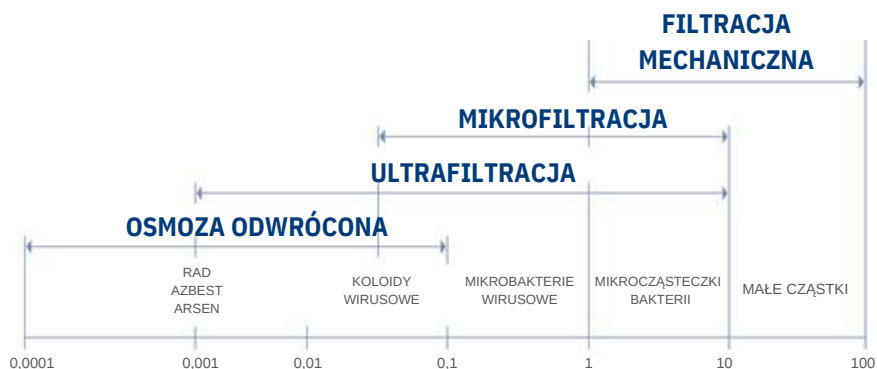 FILTRACJA
MECHANICZNA
MIKROFILTRACJA
ULTRAFILTRACJA
OSMOZA ODWRÓCONA
RAD
AZBEST
ARSEN
KOLOIDY
WIRUSOWE
MIKROBAKTERIE
WIRUSOWE
MIKROCZĄSTECZKI
BAKTERII
MAŁE CZĄSTKI
0.0001 0.001 0,01 0,1 1 10 100